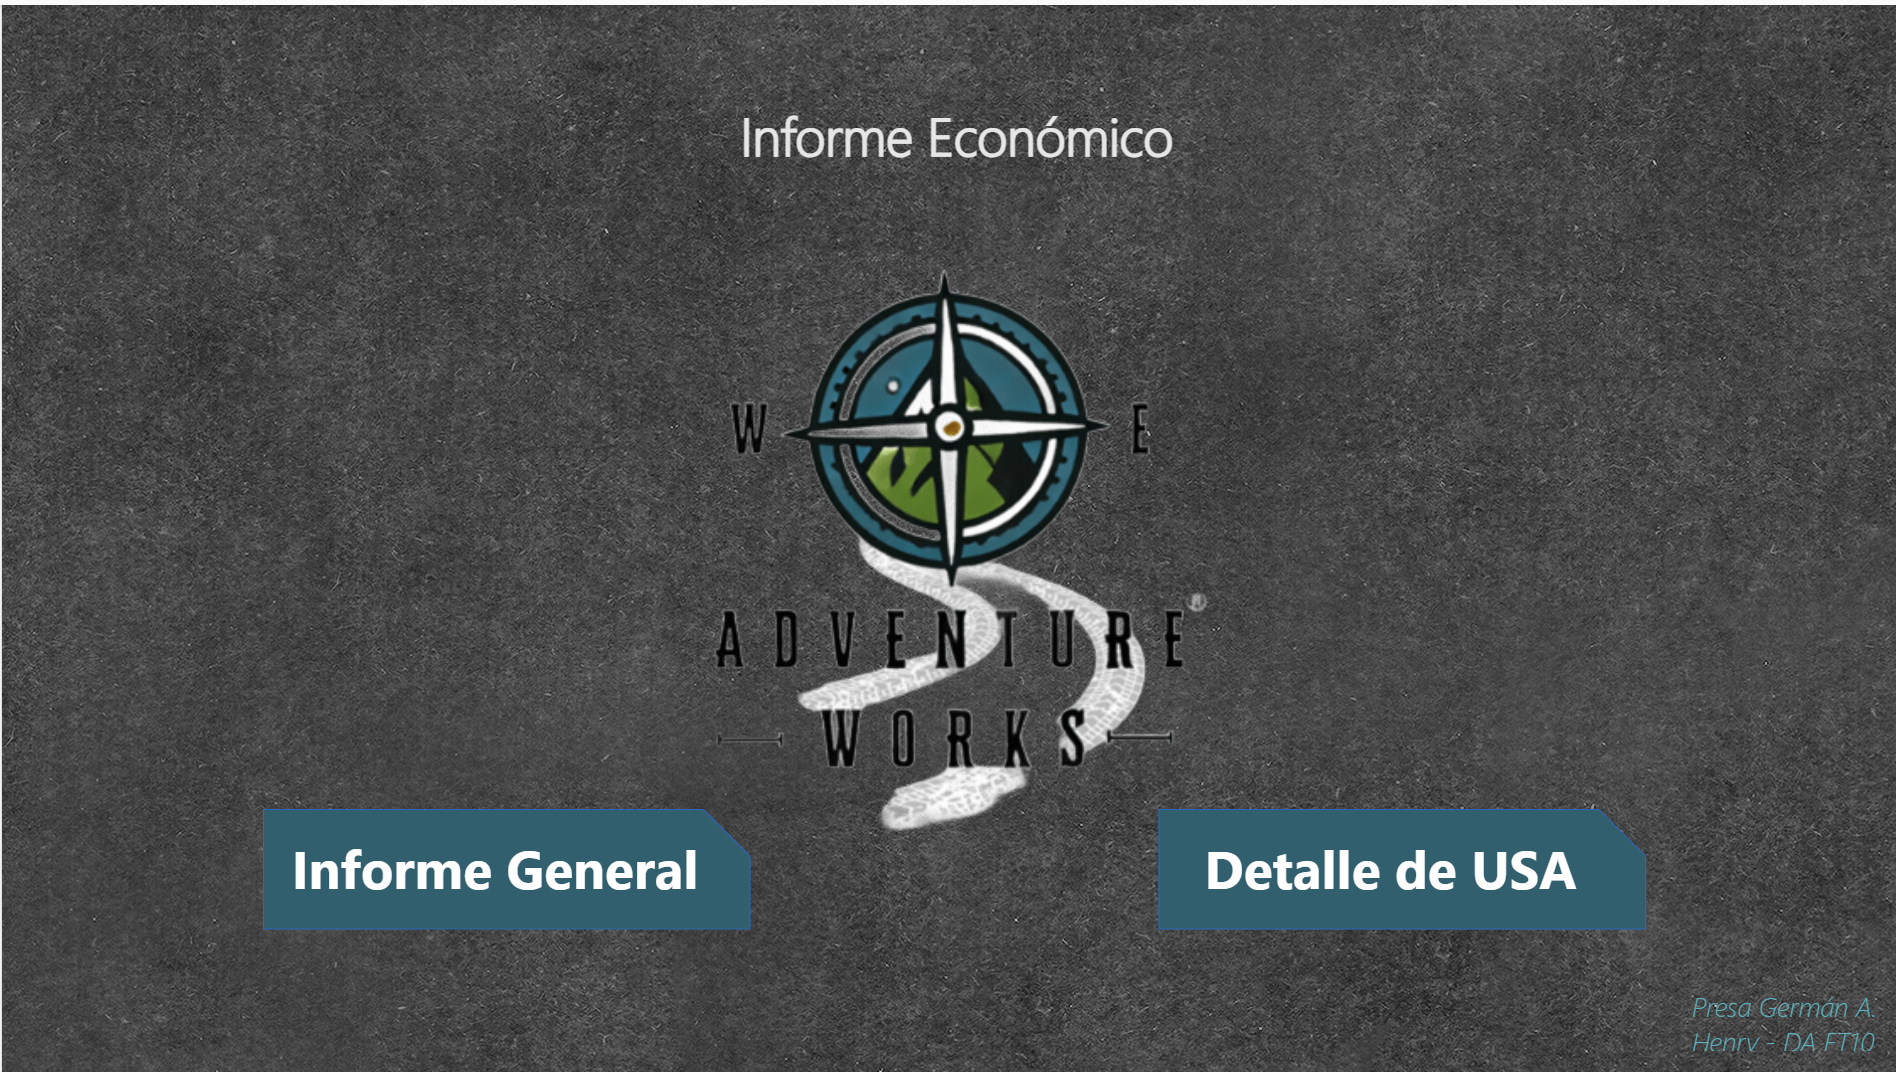 Informe Económico
W E
ADVENTURE®
WORKS
Informe General
Detalle de USA
Presa Germán A.
Henry - DA FT10